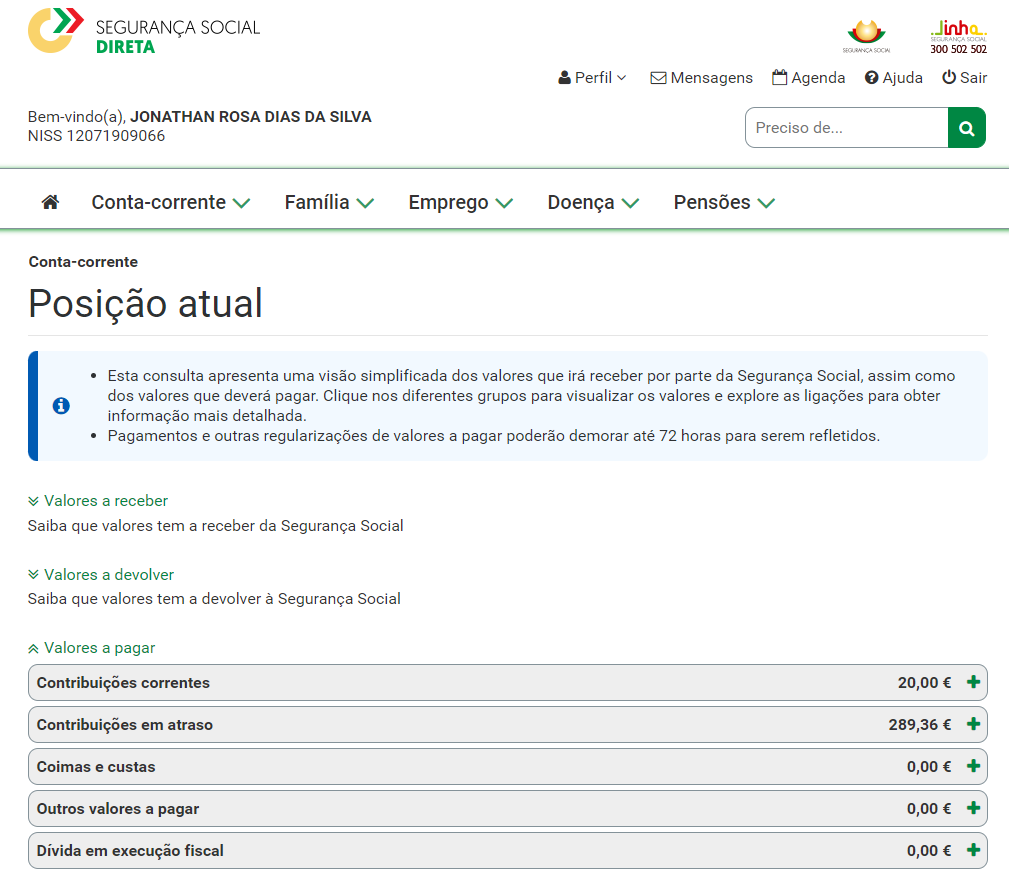 SEGURANÇA SOCIAL
DIRETA
SEGURANÇA SOCIAL
Linha
SEGURANÇA SOCIAL
300 502 502
Perfil Mensagens Agenda Ajuda Sair
Bem-vindo(a), JONATHAN ROSA DIAS DA SILVA
NISS 12071909066
Preciso de...
Conta-corrente Família Emprego Doença Pensões
Conta-corrente
Posição atual
• Esta consulta apresenta uma visão simplificada dos valores que irá receber por parte da Segurança Social, assim como
dos valores que deverá pagar. Clique nos diferentes grupos para visualizar os valores e explore as ligações para obter
informação mais detalhada.
• Pagamentos e outras regularizações de valores a pagar poderão demorar até 72 horas para serem refletidos.
Valores a receber
Saiba que valores tem a receber da Segurança Social
Valores a devolver
Saiba que valores tem a devolver à Segurança Social
Valores a pagar
Contribuições correntes 20,00 €
Contribuições em atraso 289,36 €
Coimas e custas 0,00 €
Outros valores a pagar 0,00 €
Dívida em execução fiscal 0,00 €